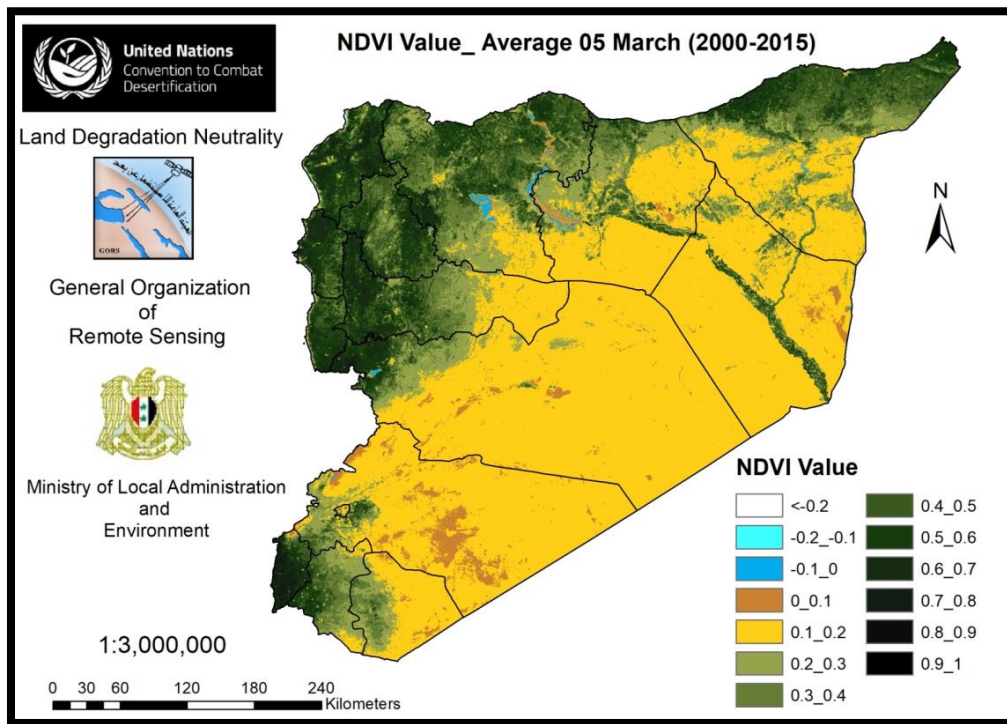 United Nations
Convention to Combat
Desertification
NDVI Value_ Average 05 March (2000-2015)
Land Degradation Neutrality
GORS
General Organization
of
Remote Sensing
Ministry of Local Administration
and
Environment
N
1:3,000,000
0 30 60 120 180 240
Kilometers
NDVI Value
<-0.2
-0.2_-0.1
-0.1_0
0_0.1
0.1_0.2
0.2_0.3
0.3_0.4
0.4_0.5
0.5_0.6
0.6_0.7
0.7_0.8
0.8_0.9
0.9_1